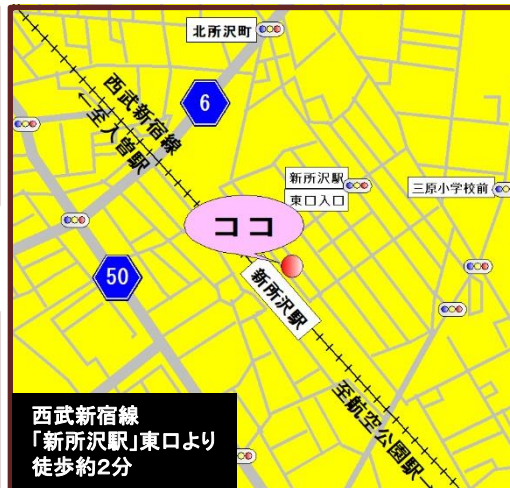 北所沢町
6
西武新宿線
←至入曽駅
新所沢駅
東口入口
三原小学校前
ココ
50
新所沢駅
至航空公園駅→
西武新宿線
「新所沢駅」東口より
徒歩約2分